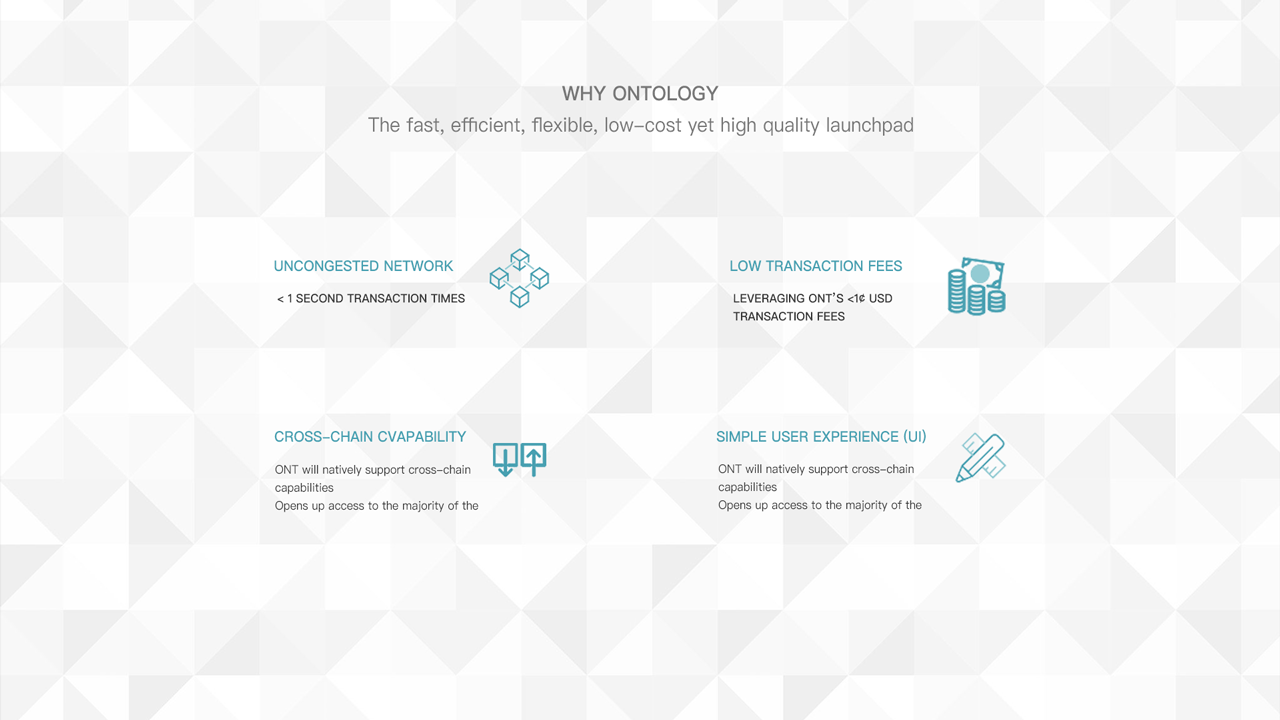 WHY ONTOLOGY
The fast, efficient, flexible, low-cost yet high quality launchpad
UNCONGESTED NETWORK
< 1 SECOND TRANSACTION TIMES
LOW TRANSACTION FEES
LEVERAGING ONT'S <1¢ USD
TRANSACTION FEES
CROSS-CHAIN CVAPABILITY
ONT will natively support cross-chain
capabilities
Opens up access to the majority of the
SIMPLE USER EXPERIENCE (UI)
ONT will natively support cross-chain
capabilities
Opens up access to the majority of the